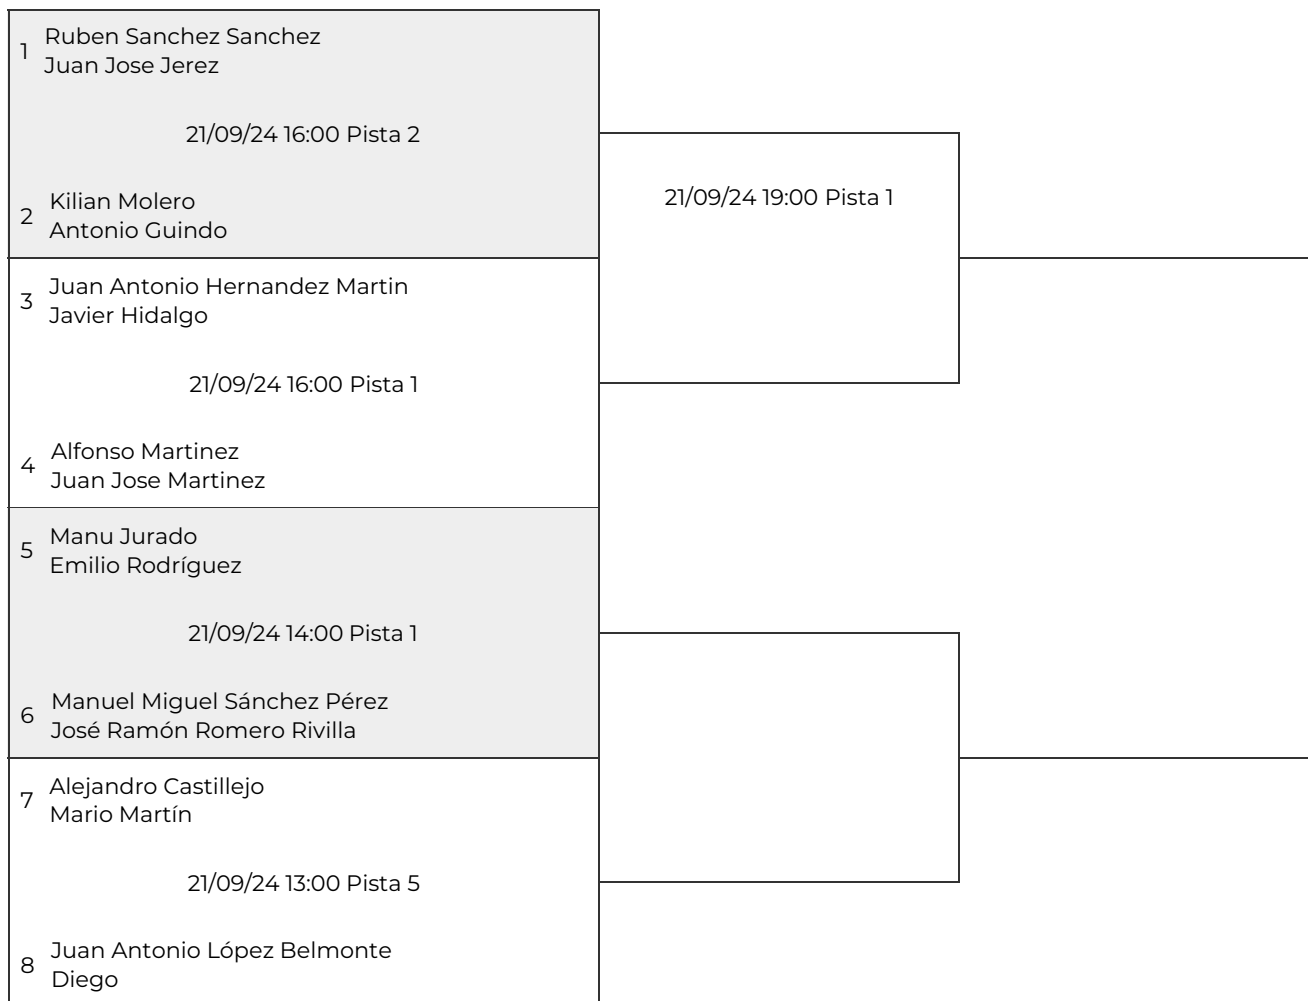 1
Ruben Sanchez Sanchez
Juan Jose Jerez
21/09/24 16:00 Pista 2
2
Kilian Molero
Antonio Guindo
21/09/24 19:00 Pista 1
3
Juan Antonio Hernandez Martin
Javier Hidalgo
21/09/24 16:00 Pista 1
4
Alfonso Martinez
Juan Jose Martinez
5
Manu Jurado
Emilio Rodríguez
21/09/24 14:00 Pista 1
6
Manuel Miguel Sánchez Pérez
José Ramón Romero Rivilla
7
Alejandro Castillejo
Mario Martín
21/09/24 13:00 Pista 5
8
Juan Antonio López Belmonte
Diego